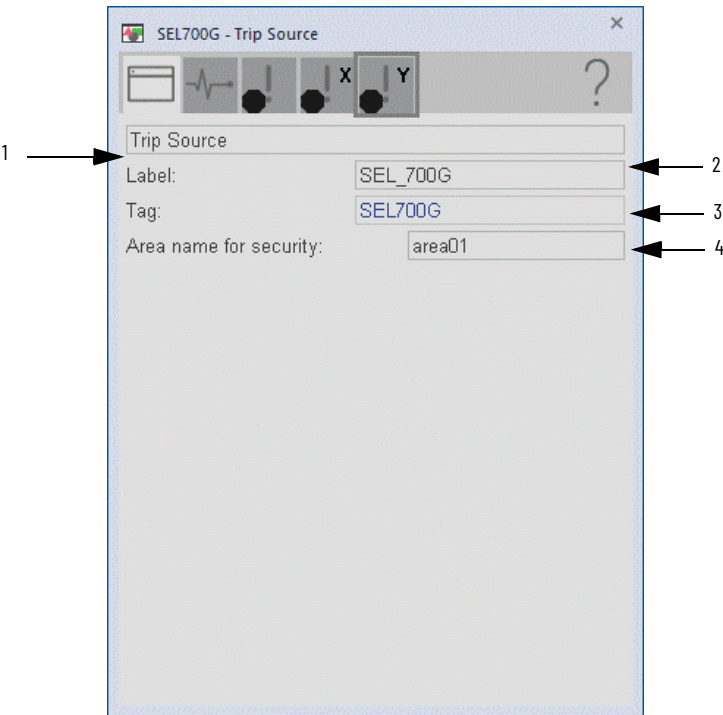 SEL700G - Trip Source
X Y ?
Trip Source
1
Label: SEL_700G 2
Tag: SEL700G 3
Area name for security: area01 4